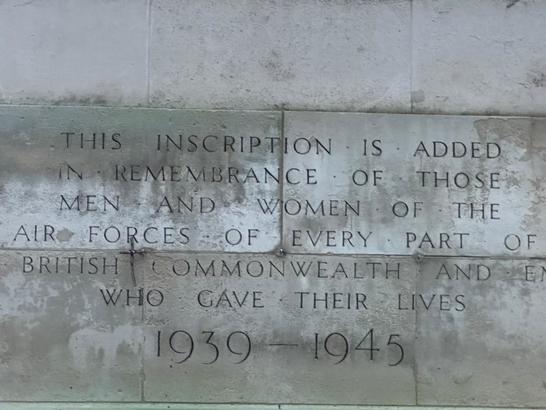 THIS INSCRIPTION · IS · ADDED
IN · REMEMBRANCE · OF · THOSE
MEN · AND · WOMEN · OF · THE
AIR FORCES · OF · EVERY · PART OF
BRITISH COMMONWEALTH AND
WHO · GAVE · THEIR · LIVES
1939 – 1945